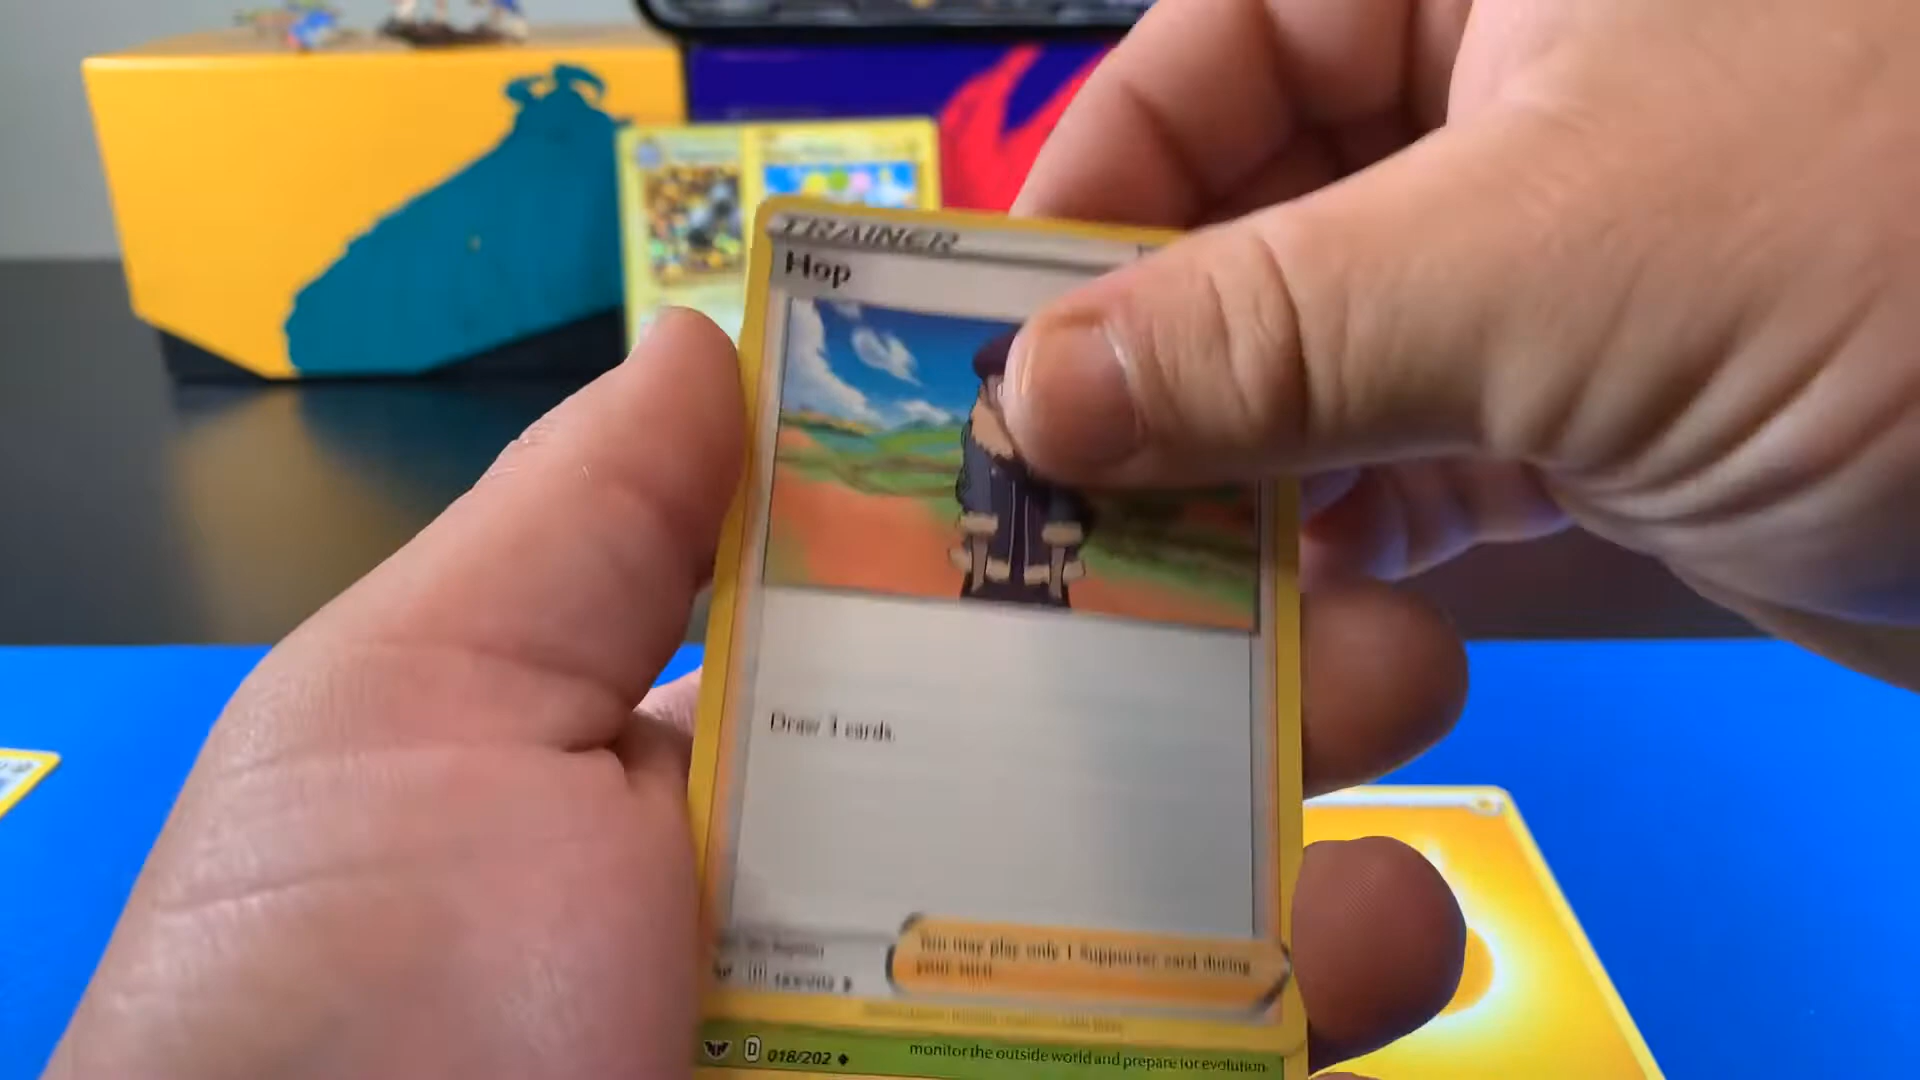 TRAINER
Hop
Draw 3 cards.
You may play only 1 Supporter card during
your turn
D 018/202
monitor the outside world and prepare for evolution.